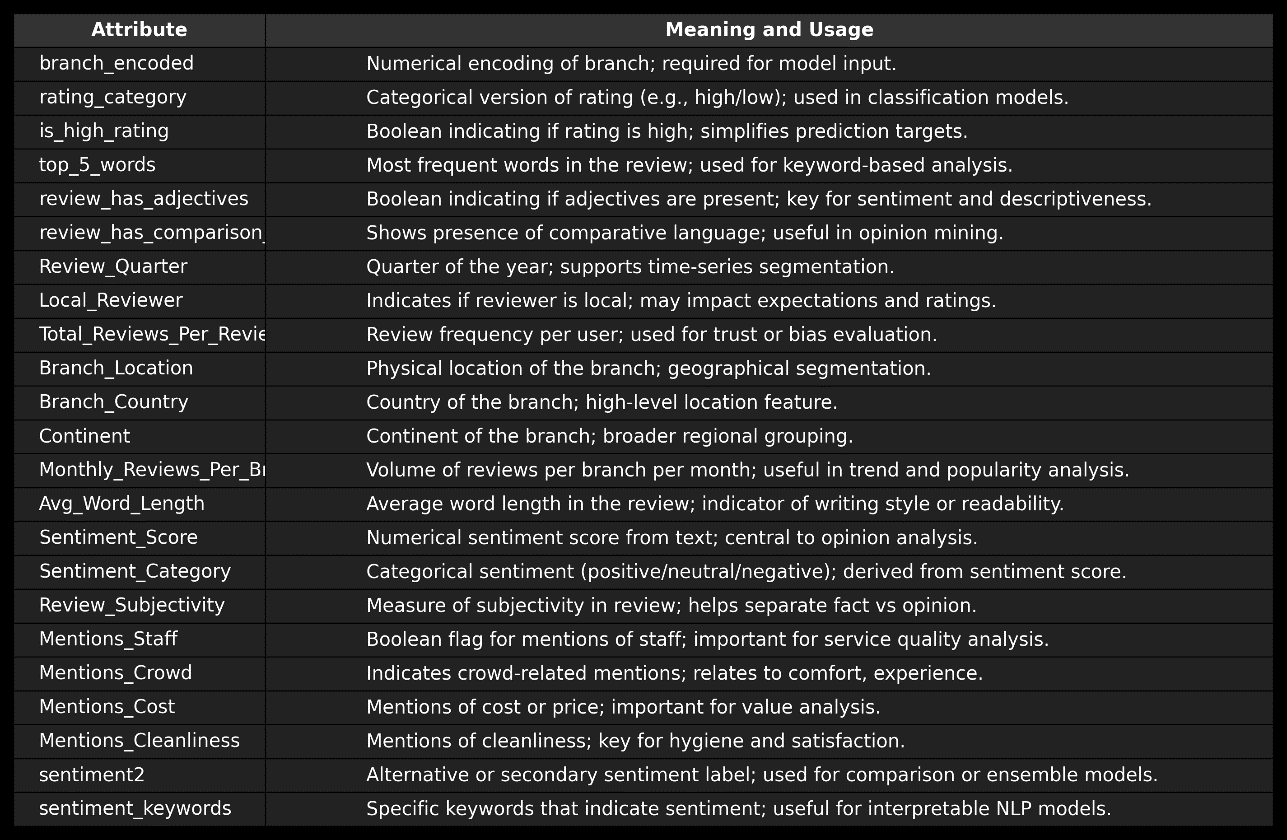 Attribute Meaning and Usage
branch_encoded Numerical encoding of branch; required for model input.
rating_category Categorical version of rating (e.g., high/low); used in classification models.
is_high_rating Boolean indicating if rating is high; simplifies prediction targets.
top_5_words Most frequent words in the review; used for keyword-based analysis.
review_has_adjectives Boolean indicating if adjectives are present; key for sentiment and descriptiveness.
review_has_comparison_ Shows presence of comparative language; useful in opinion mining.
Review_Quarter Quarter of the year; supports time-series segmentation.
Local_Reviewer Indicates if reviewer is local; may impact expectations and ratings.
Total_Reviews_Per_Revie Review frequency per user; used for trust or bias evaluation.
Branch_Location Physical location of the branch; geographical segmentation.
Branch_Country Country of the branch; high-level location feature.
Continent Continent of the branch; broader regional grouping.
Monthly_Reviews_Per_Br Volume of reviews per branch per month; useful in trend and popularity analysis.
Avg_Word_Length Average word length in the review; indicator of writing style or readability.
Sentiment_Score Numerical sentiment score from text; central to opinion analysis.
Sentiment_Category Categorical sentiment (positive/neutral/negative); derived from sentiment score.
Review_Subjectivity Measure of subjectivity in review; helps separate fact vs opinion.
Mentions_Staff Boolean flag for mentions of staff; important for service quality analysis.
Mentions_Crowd Indicates crowd-related mentions; relates to comfort, experience.
Mentions_Cost Mentions of cost or price; important for value analysis.
Mentions_Cleanliness Mentions of cleanliness; key for hygiene and satisfaction.
sentiment2 Alternative or secondary sentiment label; used for comparison or ensemble models.
sentiment_keywords Specific keywords that indicate sentiment; useful for interpretable NLP models.